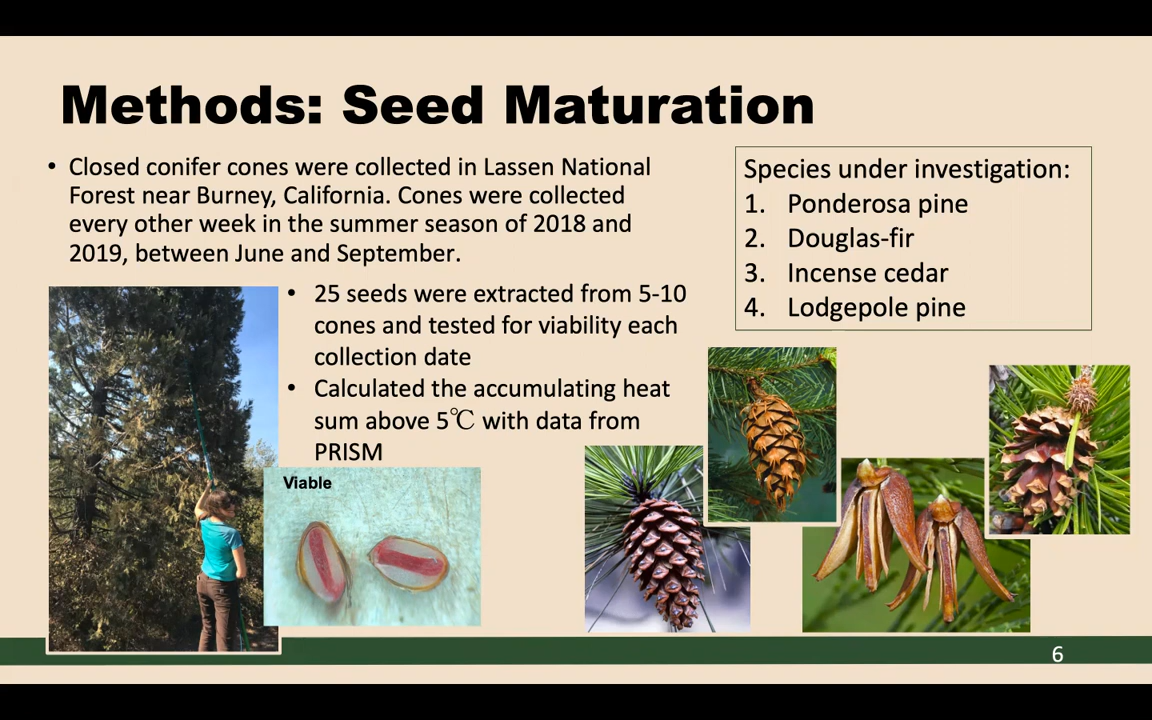 Methods: Seed Maturation
• Closed conifer cones were collected in Lassen National
Forest near Burney, California. Cones were collected
every other week in the summer season of 2018 and
2019, between June and September.
• 25 seeds were extracted from 5-10
cones and tested for viability each
collection date
• Calculated the accumulating heat
sum above 5℃ with data from
PRISM
Viable
Species under investigation:
1. Ponderosa pine
2. Douglas-fir
3. Incense cedar
4. Lodgepole pine
6